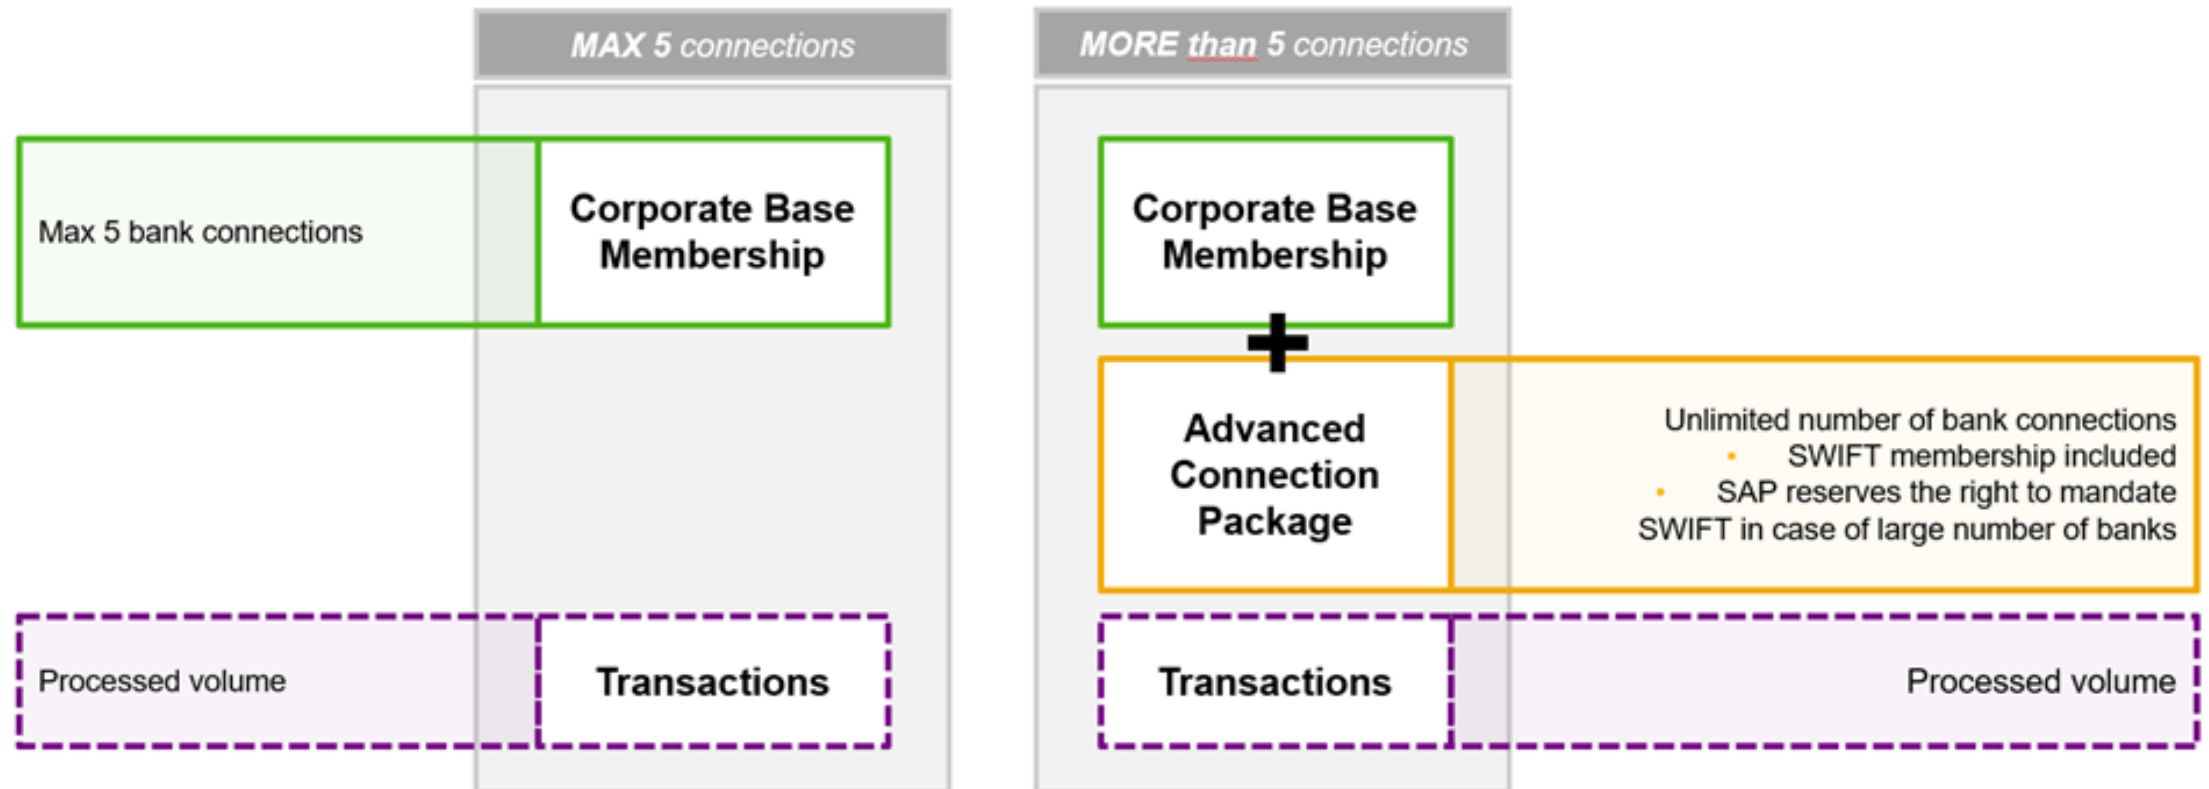 MAX 5 connections
MORE than 5 connections
Max 5 bank connections
Corporate Base
Membership
Corporate Base
Membership
Advanced
Connection
Package
Unlimited number of bank connections
• SWIFT membership included
• SAP reserves the right to mandate
SWIFT in case of large number of banks
Processed volume
Transactions
Transactions
Processed volume